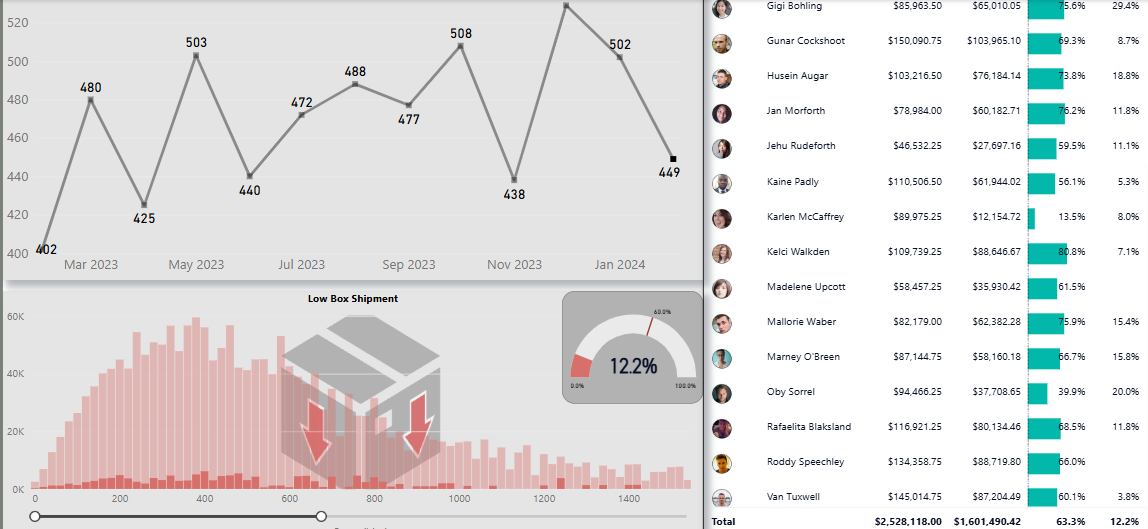 520
500
480
460
440
420
400
402
480
425
503
440
472
488
477
508
438
502
449
Mar 2023
May 2023
Jul 2023
Sep 2023
Nov 2023
Jan 2024
Low Box Shipment
60K
40K
20K
0K
0
200
400
600
800
1000
1200
1400
60.0%
12.2%
0.0%
100.0%
Gigi Bohling $85,963.50 $65,010.05 75.6% 29.4%
Gunar Cockshoot $150,090.75 $103,965.10 69.3% 8.7%
Husein Augar $103,216.50 $76,184.14 73.8% 18.8%
Jan Morforth $78,984.00 $60,182.71 76.2% 11.8%
Jehu Rudeforth $46,532.25 $27,697.16 59.5% 11.1%
Kaine Padly $110,506.50 $61,944.02 56.1% 5.3%
Karlen McCaffrey $89,975.25 $12,154.72 13.5% 8.0%
Kelci Walkden $109,739.25 $88,646.67 80.8% 7.1%
Madelene Upcott $58,457.25 $35,930.42 61.5%
Mallorie Waber $82,179.00 $62,382.28 75.9% 15.4%
Marney O'Breen $87,144.75 $58,160.18 66.7% 15.8%
Oby Sorrel $94,466.25 $37,708.65 39.9% 20.0%
Rafaelita Blaksland $116,921.25 $80,134.46 68.5% 11.8%
Roddy Speechley $134,358.75 $88,719.80 66.0%
Van Tuxwell $145,014.75 $87,204.49 60.1% 3.8%
Total $2,528,118.00 $1,601,490.42 63.3% 12.2%